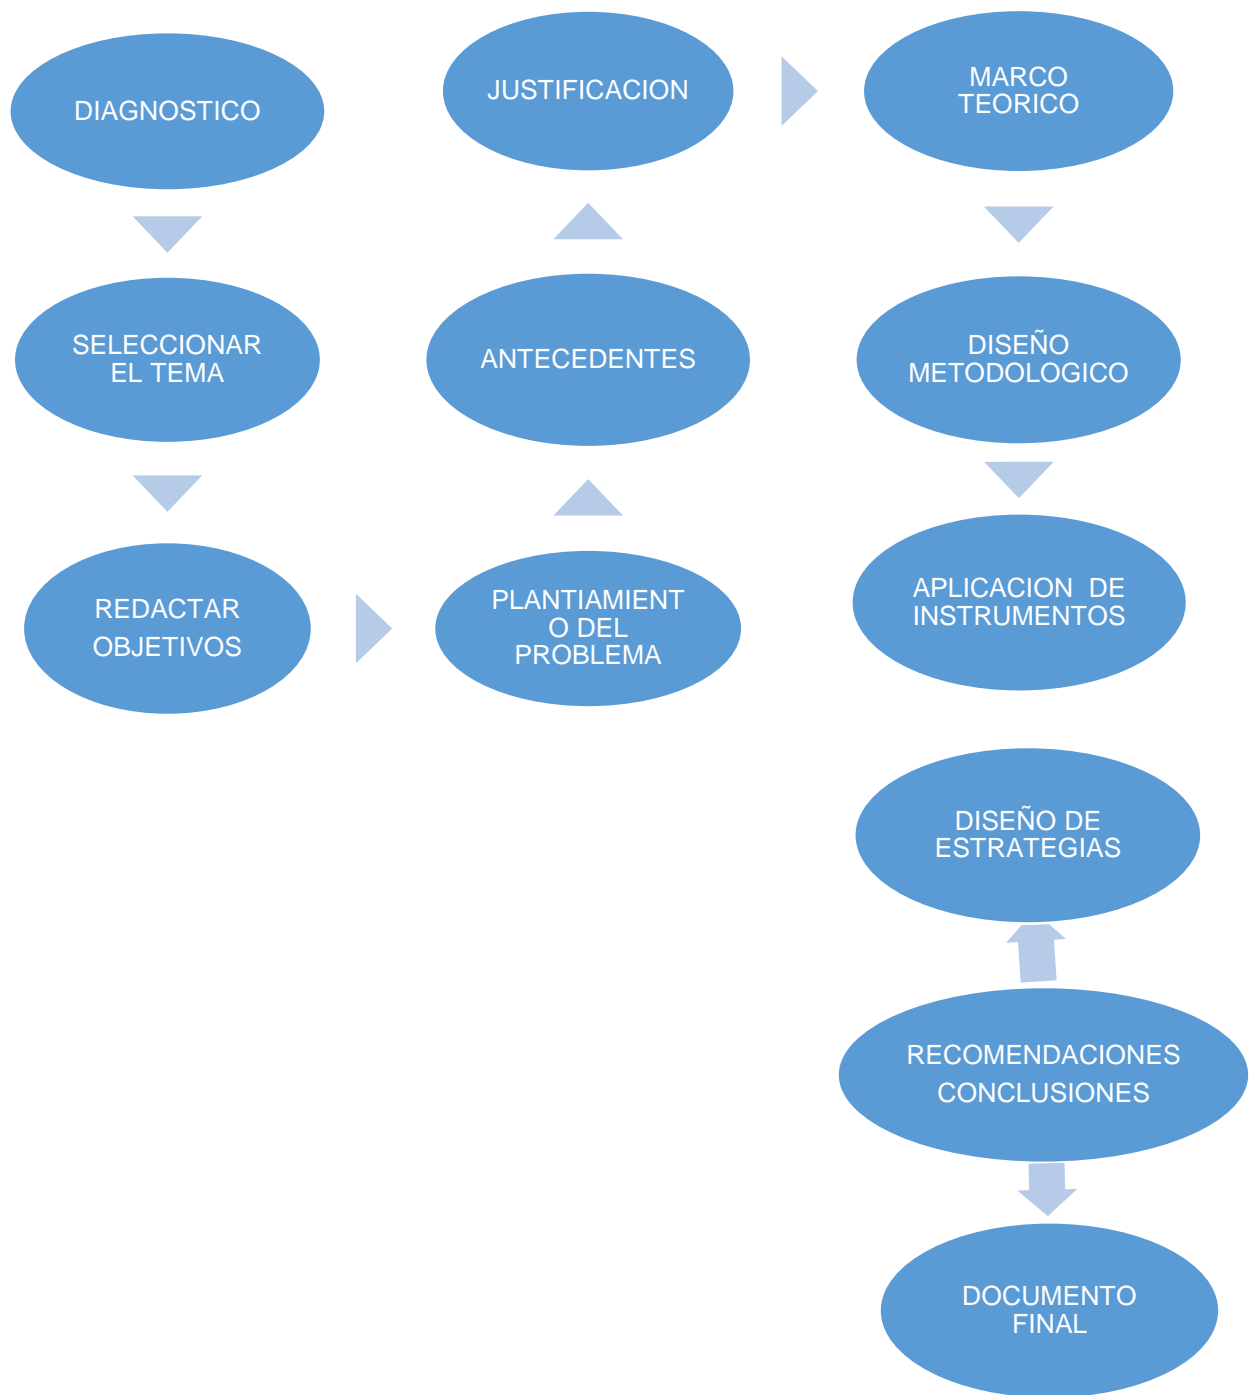 DIAGNOSTICO
SELECCIONAR
EL TEMA
REDACTAR
OBJETIVOS
PLANTIAMIENT
O DEL
PROBLEMA
ANTECEDENTES
JUSTIFICACION
MARCO
TEORICO
DISEÑO
METODOLOGICO
APLICACION  DE
INSTRUMENTOS
DISEÑO DE
ESTRATEGIAS
RECOMENDACIONES
CONCLUSIONES
DOCUMENTO
FINAL